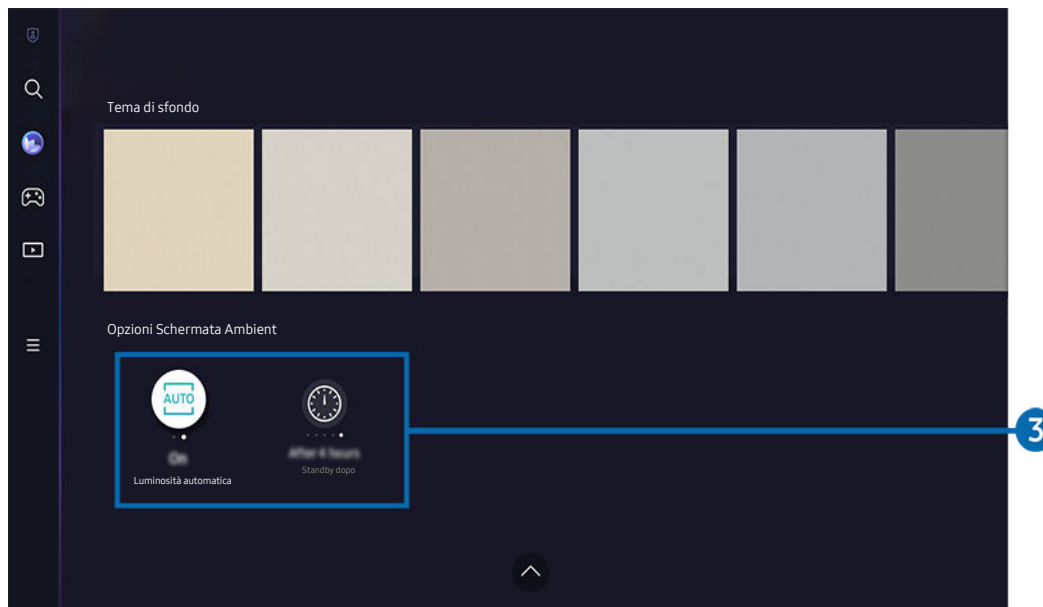 Tema di sfondo
Opzioni Schermata Ambient
AUTO
On
After 4 hours
Luminosità automatica
Standby dopo
3